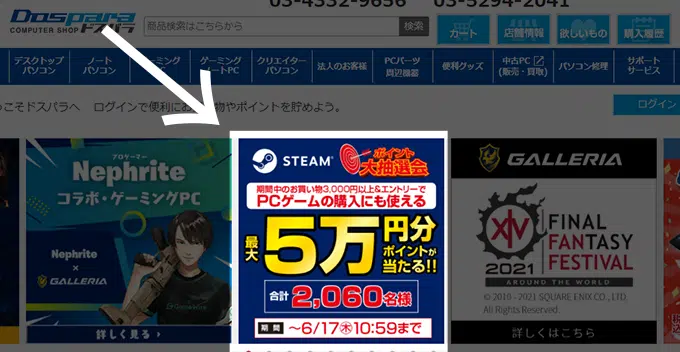 03-4332-9656 03-5294-2041
Dospara
COMPUTER SHOP ドスパラ
商品検索はこちらから
検索
カート
店舗情報
欲しいもの
購入履歴
デスクトップ
パソコン
ノート
パソコン
ゲーミング
ートPC
クリエイター
パソコン
法人のお客様
PCパーツ
周辺機器
便利グッズ
中古PC
(販売・買取)
パソコン修理
サポート
サービス
こそドスパラへ ログインで便利にお
物やポイントを貯めよう。
ログイン
プロゲーマー
Nephrite
コラボ・ゲーミングPC
Nephrite
×
GALLERIA
詳しく見る
STEAM
ポイント
大抽選会
期間中のお買い物3,000円以上&エントリーで
PCゲームの購入にも使える
最大
5万円分
ポイントが
当たる!!
合計 2,060名様
期間 ～6/17㊍10:59まで
GALLERIA
XIV
2021
FINAL
FANTASY
FESTIVAL
AROUND THE WORLD
© 2010 - 2021 SQUARE ENIX CO., LTD.
All Rights Reserved.
詳しくはこちら